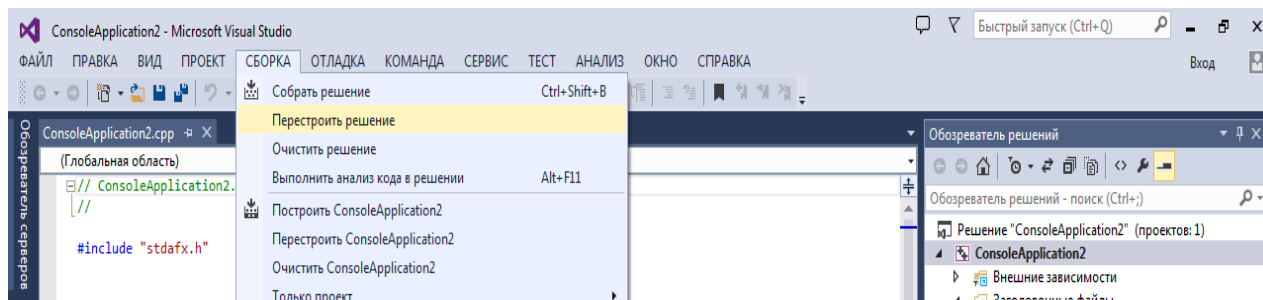 ConsoleApplication2 - Microsoft Visual Studio
Быстрый запуск (Ctrl+Q)
ФАЙЛ ПРАВКА ВИД ПРОЕКТ СБОРКА ОТЛАДКА КОМАНДА СЕРВИС ТЕСТ АНАЛИЗ ОКНО СПРАВКА
Вход
Собрать решение Ctrl+Shift+B
Перестроить решение
Очистить решение
Выполнить анализ кода в решении Alt+F11
Построить ConsoleApplication2
Перестроить ConsoleApplication2
Очистить ConsoleApplication2
Только проект
Обозреватель серверов
ConsoleApplication2.cpp
(Глобальная область)
// ConsoleApplication2.
//
#include "stdafx.h"
Обозреватель решений
Обозреватель решений - поиск (Ctrl+;)
Решение "ConsoleApplication2" (проектов: 1)
ConsoleApplication2
Внешние зависимости
Заголовочные файлы